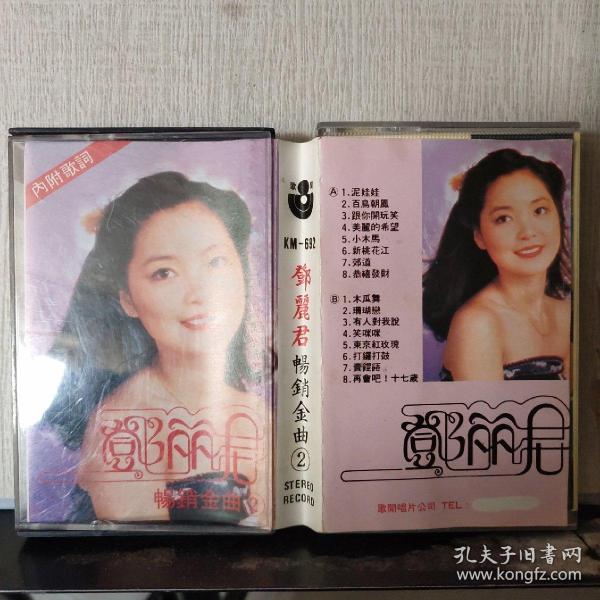 內附歌詞
鄧麗君
暢銷金曲2
KM-692
鄧麗君
暢銷金曲
②
STEREO
RECORD
Ⓐ 1.泥娃娃
2.百鳥朝鳳
3.跟你開玩笑
4.美麗的希望
5.小木馬
6.新桃花江
7.郊道
8.恭禧發財
Ⓑ 1.木瓜舞
2.珊瑚戀
3.有人對我說
4.笑咪咪
5.東京紅玫瑰
6.打鑼打鼓
7.賣餛飩
8.再會吧!十七歲
鄧麗君
歌聞唱片公司 TEL:
孔夫子旧書网
www.kongfz.com